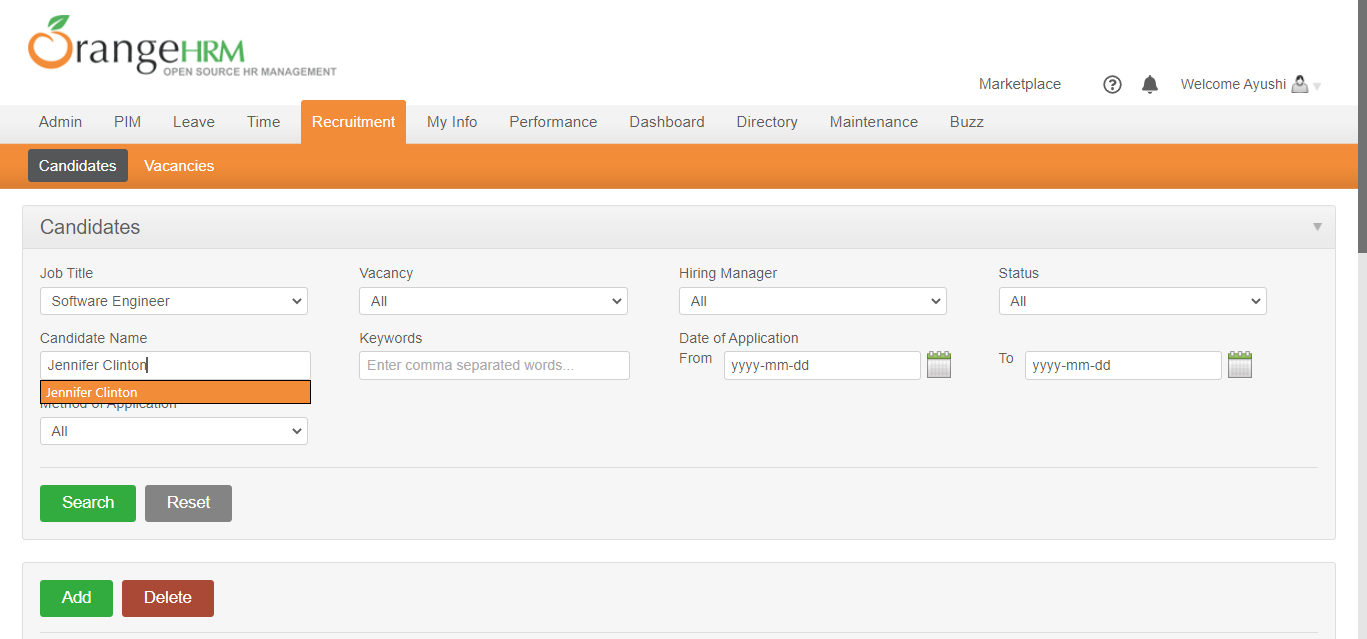 OrangeHRM
OPEN SOURCE HR MANAGEMENT
Marketplace ? Welcome Ayushi
Admin PIM Leave Time Recruitment My Info Performance Dashboard Directory Maintenance Buzz
Candidates Vacancies
Candidates
Job Title Vacancy Hiring Manager Status
Software Engineer All All All
Candidate Name Keywords Date of Application
Jennifer Clinton Enter comma separated words... From yyyy-mm-dd To yyyy-mm-dd
Jennifer Clinton
Method of Application
All
Search Reset
Add Delete